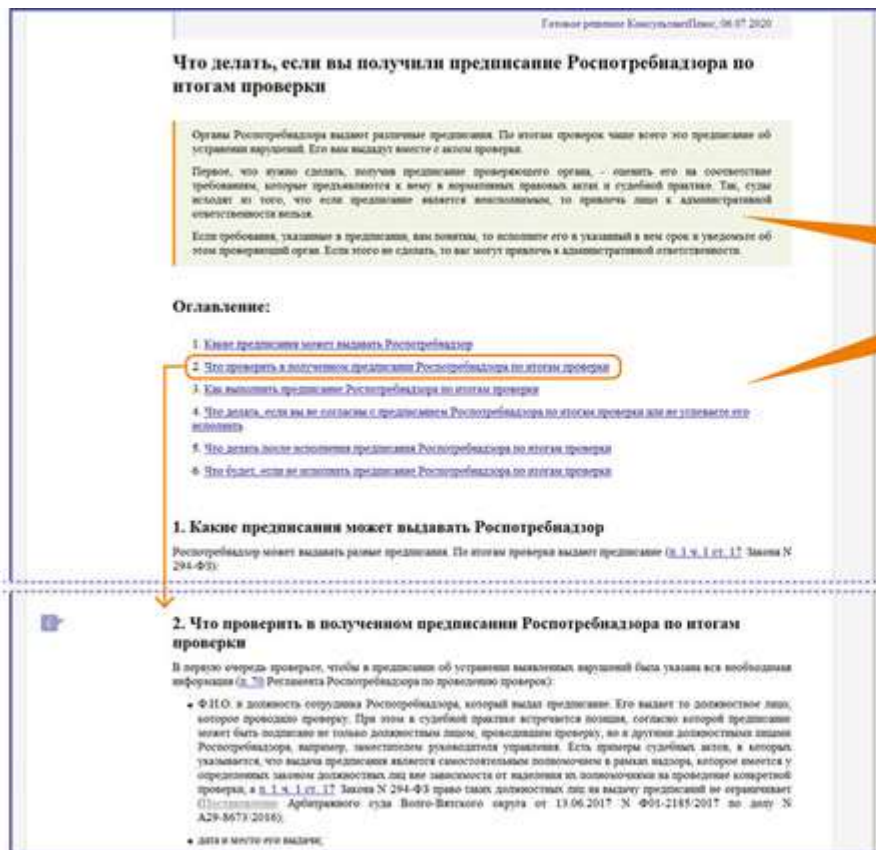 Готовое решение КонсультантПлюс, 06.07.2020
Что делать, если вы получили предписание Роспотребнадзора по
итогам проверки
Органы Роспотребнадзора выдают различные предписания. По итогам проверок чаще всего это предписание об
устранении нарушений. Его вам выдадут вместе с актом проверки.
Первое, что нужно сделать, получив предписание проверяющего органа, - оценить его на соответствие
требованиям, которые предъявляются к нему в нормативных правовых актах и судебной практике. Так, суды
исходят из того, что если предписание является неисполнимым, то привлечь лицо к административной
ответственности нельзя.
Если требования, указанные в предписании, вам понятны, то исполните его в указанный в нем срок и уведомьте об
этом проверяющий орган. Если этого не сделать, то вас могут привлечь к административной ответственности.
Оглавление:
1. Какие предписания может выдавать Роспотребнадзор
2. Что проверить в полученном предписании Роспотребнадзора по итогам проверки
3. Как выполнить предписание Роспотребнадзора по итогам проверки
4. Что делать, если вы не согласны с предписанием Роспотребнадзора по итогам проверки или не успеваете его
исполнить
5. Что делать после исполнения предписания Роспотребнадзора по итогам проверки
6. Что будет, если не исполнить предписание Роспотребнадзора по итогам проверки
1. Какие предписания может выдавать Роспотребнадзор
Роспотребнадзор может выдавать разные предписания. По итогам проверки выдают предписание (п. 1 ч. 1 ст. 17 Закона N
294-ФЗ):
i
2. Что проверить в полученном предписании Роспотребнадзора по итогам
проверки
В первую очередь проверьте, чтобы в предписании об устранении выявленных нарушений была указана вся необходимая
информация (п. 70 Регламента Роспотребнадзора по проведению проверок):
• Ф.И.О. и должность сотрудника Роспотребнадзора, который выдал предписание. Его выдает то должностное лицо,
которое проводило проверку. При этом в судебной практике встречается позиция, согласно которой предписание
может быть подписано не только должностным лицом, проводившим проверку, но и другими должностными лицами
Роспотребнадзора, например, заместителем руководителя управления. Есть примеры судебных актов, в которых
указывается, что выдача предписания является самостоятельным полномочием в рамках надзора, которое имеется у
определенных законом должностных лиц вне зависимости от наделения их полномочиями на проведение конкретной
проверки, а п. 1 ч. 1 ст. 17 Закона N 294-ФЗ право таких должностных лиц на выдачу предписаний не ограничивает
(Постановление Арбитражного суда Волго-Вятского округа от 13.06.2017 N Ф01-2185/2017 по делу N
А29-8673/2016);
• дата и место его выдачи;